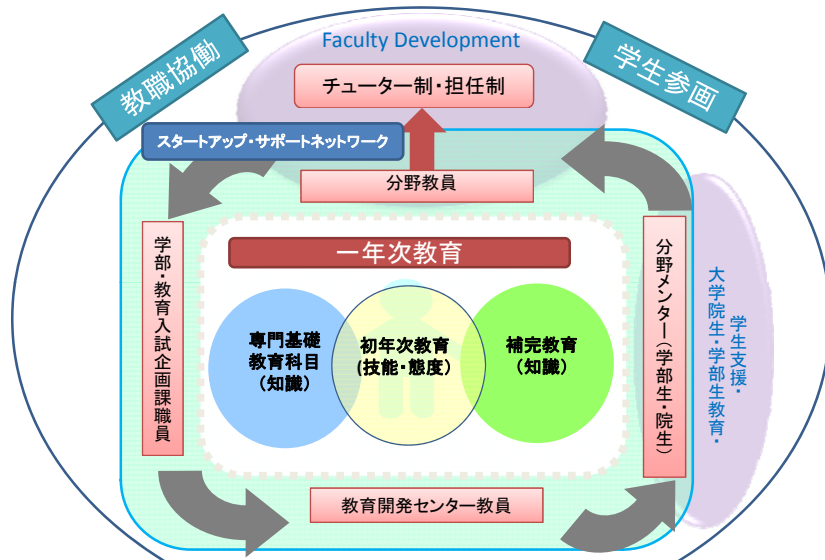 Faculty Development
教職協働
学生参画
チューター制・担任制
スタートアップ・サポートネットワーク
分野教員
一年次教育
学部・教育入試企画課職員
専門基礎
教育科目
(知識)
初年次教育
(技能・態度)
補完教育
(知識)
分野メンター(学部生・院生)
学生支援・
大学院生・学部生教育・
教育開発センター教員